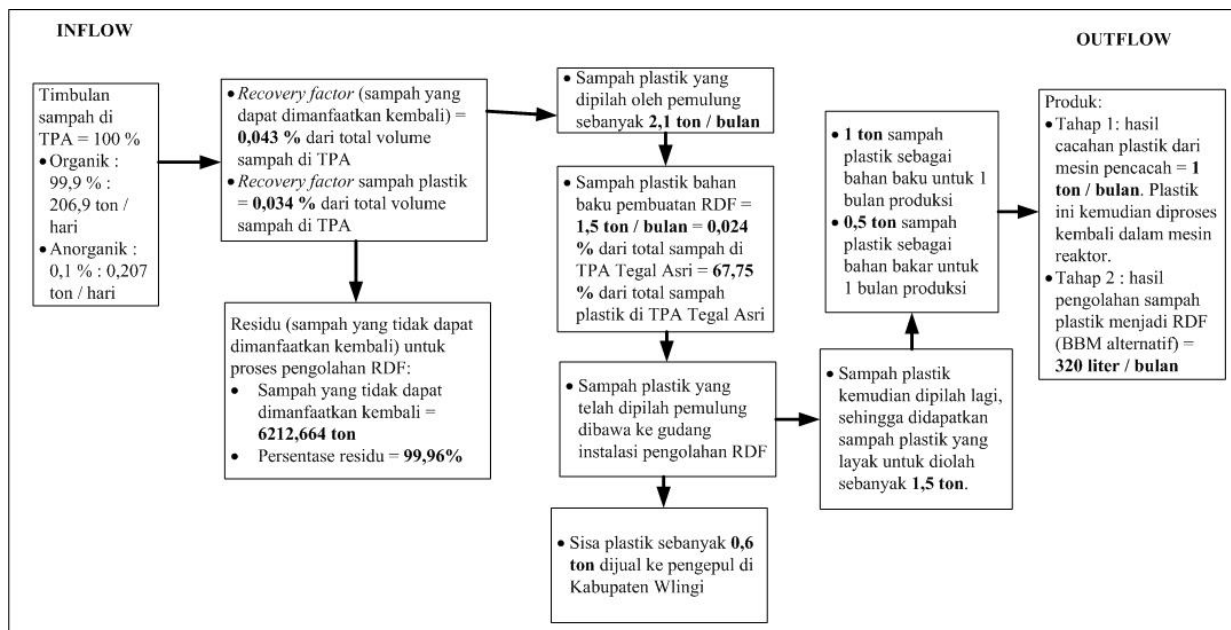 INFLOW
OUTFLOW
Timbulan
sampah di
TPA = 100 %
• Organik :
99,9 % :
206,9 ton /
hari
• Anorganik :
0,1 % : 0,207
ton / hari
• Recovery factor (sampah yang
dapat dimanfaatkan kembali) =
0,043 % dari total volume
sampah di TPA
• Recovery factor sampah plastik
= 0,034 % dari total volume
sampah di TPA
Residu (sampah yang tidak dapat
dimanfaatkan kembali) untuk
proses pengolahan RDF:
• Sampah yang tidak dapat
dimanfaatkan kembali =
6212,664 ton
• Persentase residu = 99,96%
• Sampah plastik yang
dipilah oleh pemulung
sebanyak 2,1 ton / bulan
• Sampah plastik bahan
baku pembuatan RDF =
1,5 ton / bulan = 0,024
% dari total sampah di
TPA Tegal Asri = 67,75
% dari total sampah
plastik di TPA Tegal Asri
• Sampah plastik yang
telah dipilah pemulung
dibawa ke gudang
instalasi pengolahan RDF
• Sisa plastik sebanyak 0,6
ton dijual ke pengepul di
Kabupaten Wlingi
• Sampah plastik
kemudian dipilah lagi,
sehingga didapatkan
sampah plastik yang
layak untuk diolah
sebanyak 1,5 ton.
• 1 ton sampah
plastik sebagai
bahan baku untuk 1
bulan produksi
• 0,5 ton sampah
plastik sebagai
bahan bakar untuk
1 bulan produksi
Produk:
• Tahap 1: hasil
cacahan plastik dari
mesin pencacah = 1
ton / bulan. Plastik
ini kemudian diproses
kembali dalam mesin
reaktor.
• Tahap 2 : hasil
pengolahan sampah
plastik menjadi RDF
(BBM alternatif) =
320 liter / bulan